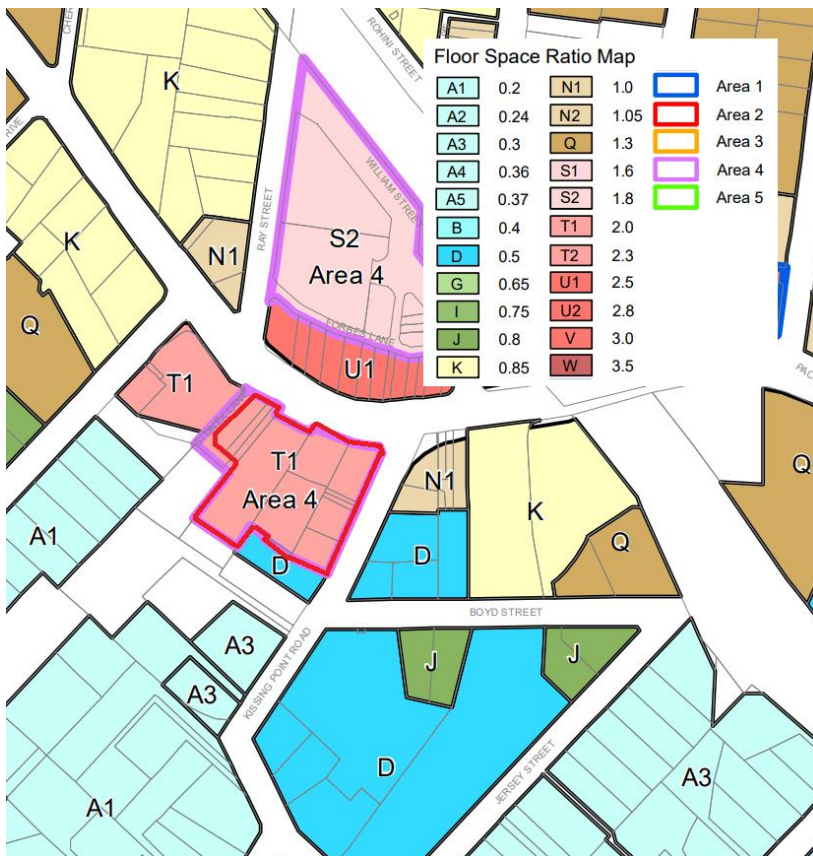 CHER
K
ROHINI STREET
D
Floor Space Ratio Map
A1 0.2 N1 1.0 Area 1
A2 0.24 N2 1.05 Area 2
A3 0.3 Q 1.3 Area 3
A4 0.36 S1 1.6 Area 4
A5 0.37 S2 1.8 Area 5
B 0.4 T1 2.0
D 0.5 T2 2.3
G 0.65 U1 2.5
I 0.75 U2 2.8
J 0.8 V 3.0
K 0.85 W 3.5
RIVE
WILLIAM STREET
RAY STREET
S2
Area 4
K
N1
Q
FORBES LANE
U1
PAC
T1
T1
Area 4
N1
K
Q
Q
A1
D
D
BOYD STREET
A3
A3
KISSING POINT ROAD
J
J
D
JERSEY STREET
A3
A1